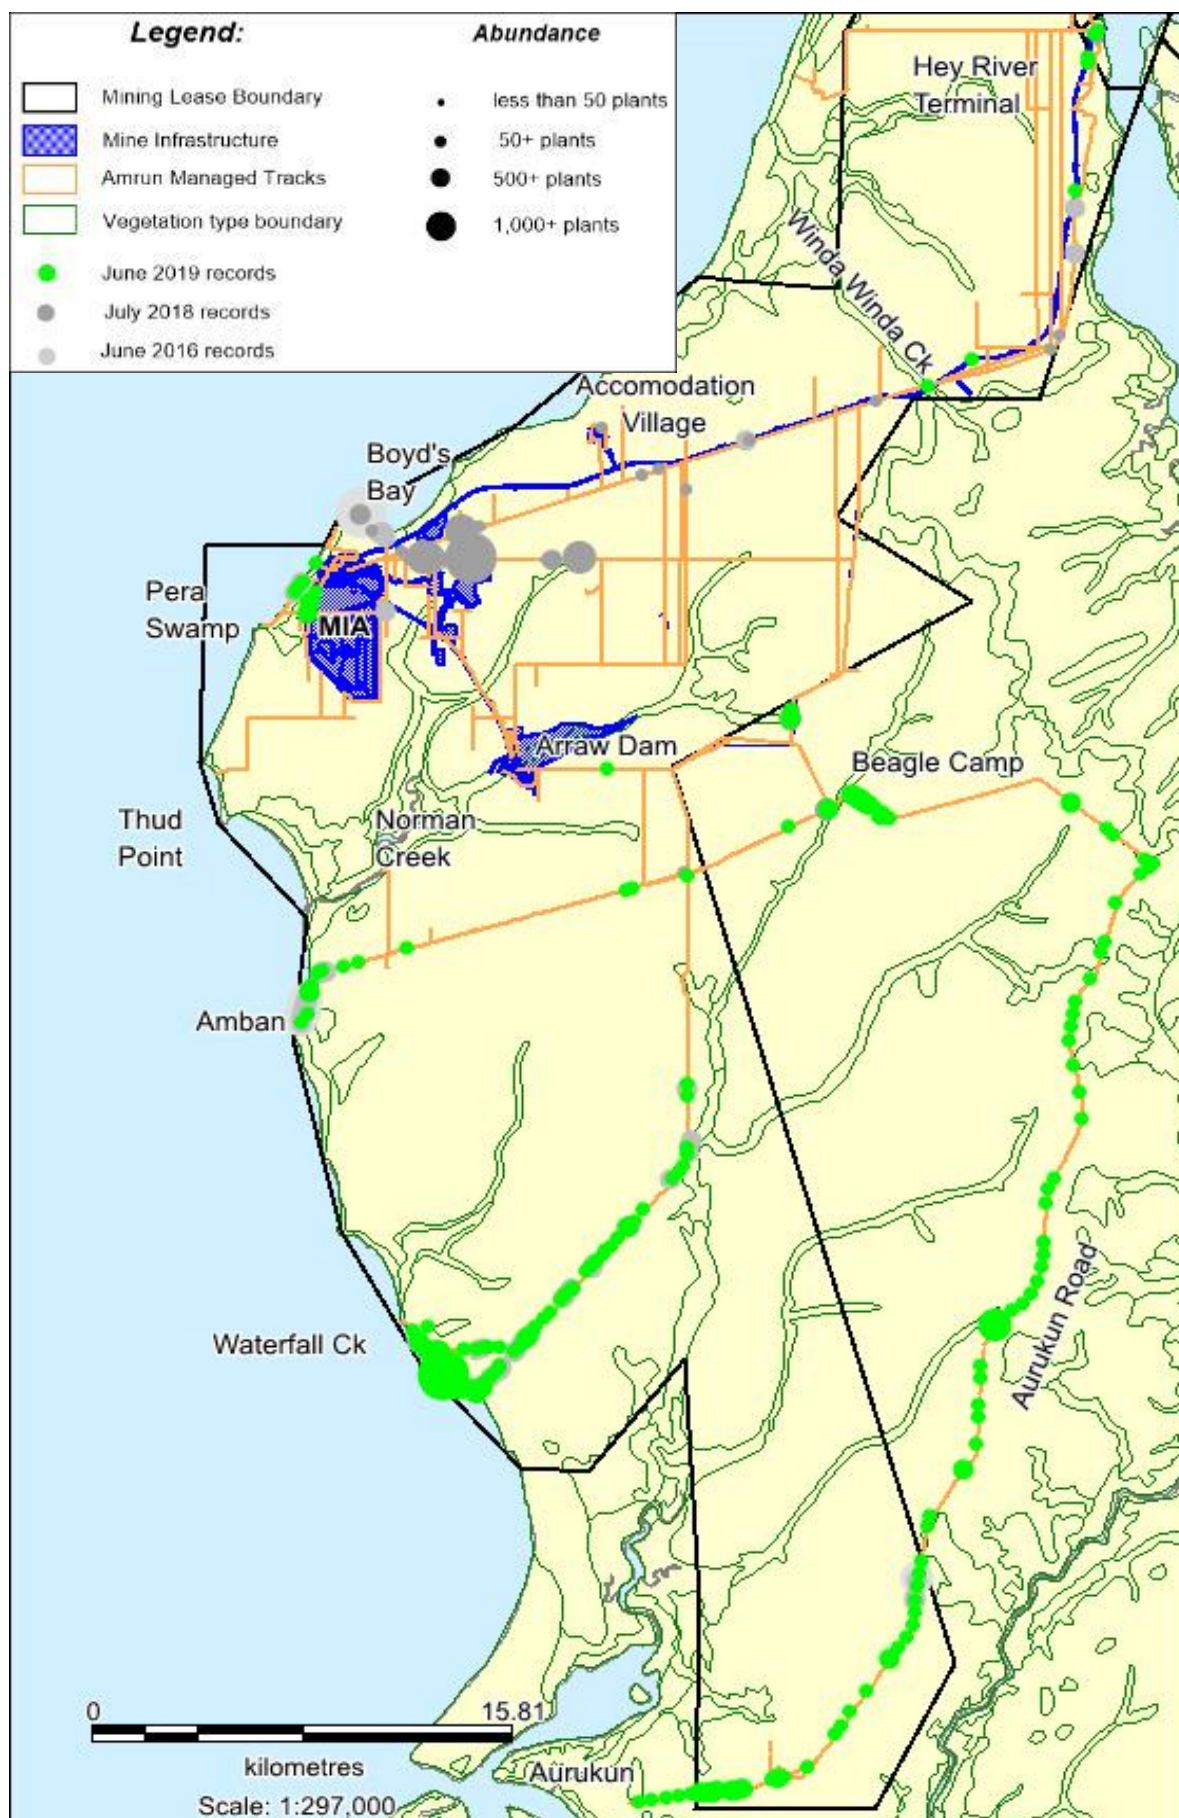 Legend:
Abundance
Mining Lease Boundary
less than 50 plants
Mine Infrastructure
50+ plants
Amrun Managed Tracks
500+ plants
Vegetation type boundary
1,000+ plants
June 2019 records
July 2018 records
June 2016 records
Hey River
Terminal
Winda Winda Ck
Accomodation
Village
Boyd's
Bay
Pera
Swamp
MIA
Arraw Dam
Beagle Camp
Thud
Point
Norman
Creek
Amban
Waterfall Ck
Aurukun Road
0
15.81
kilometres
Scale: 1:297,000
Aurukun